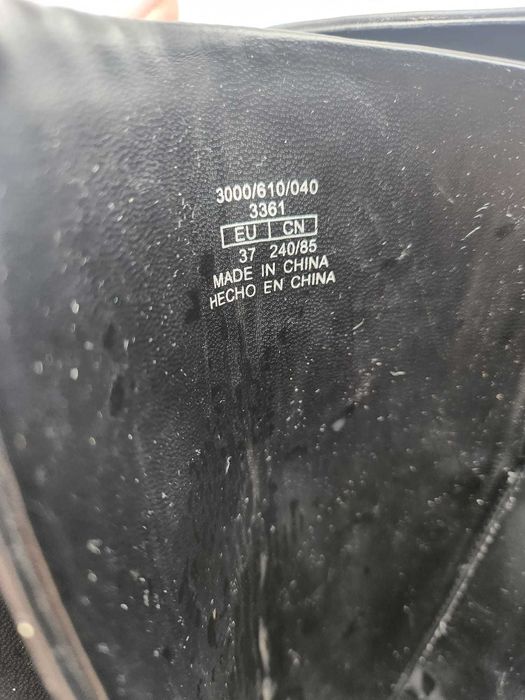 3000/610/040
3361
EU CN
37 240/85
MADE IN CHINA
HECHO EN CHINA